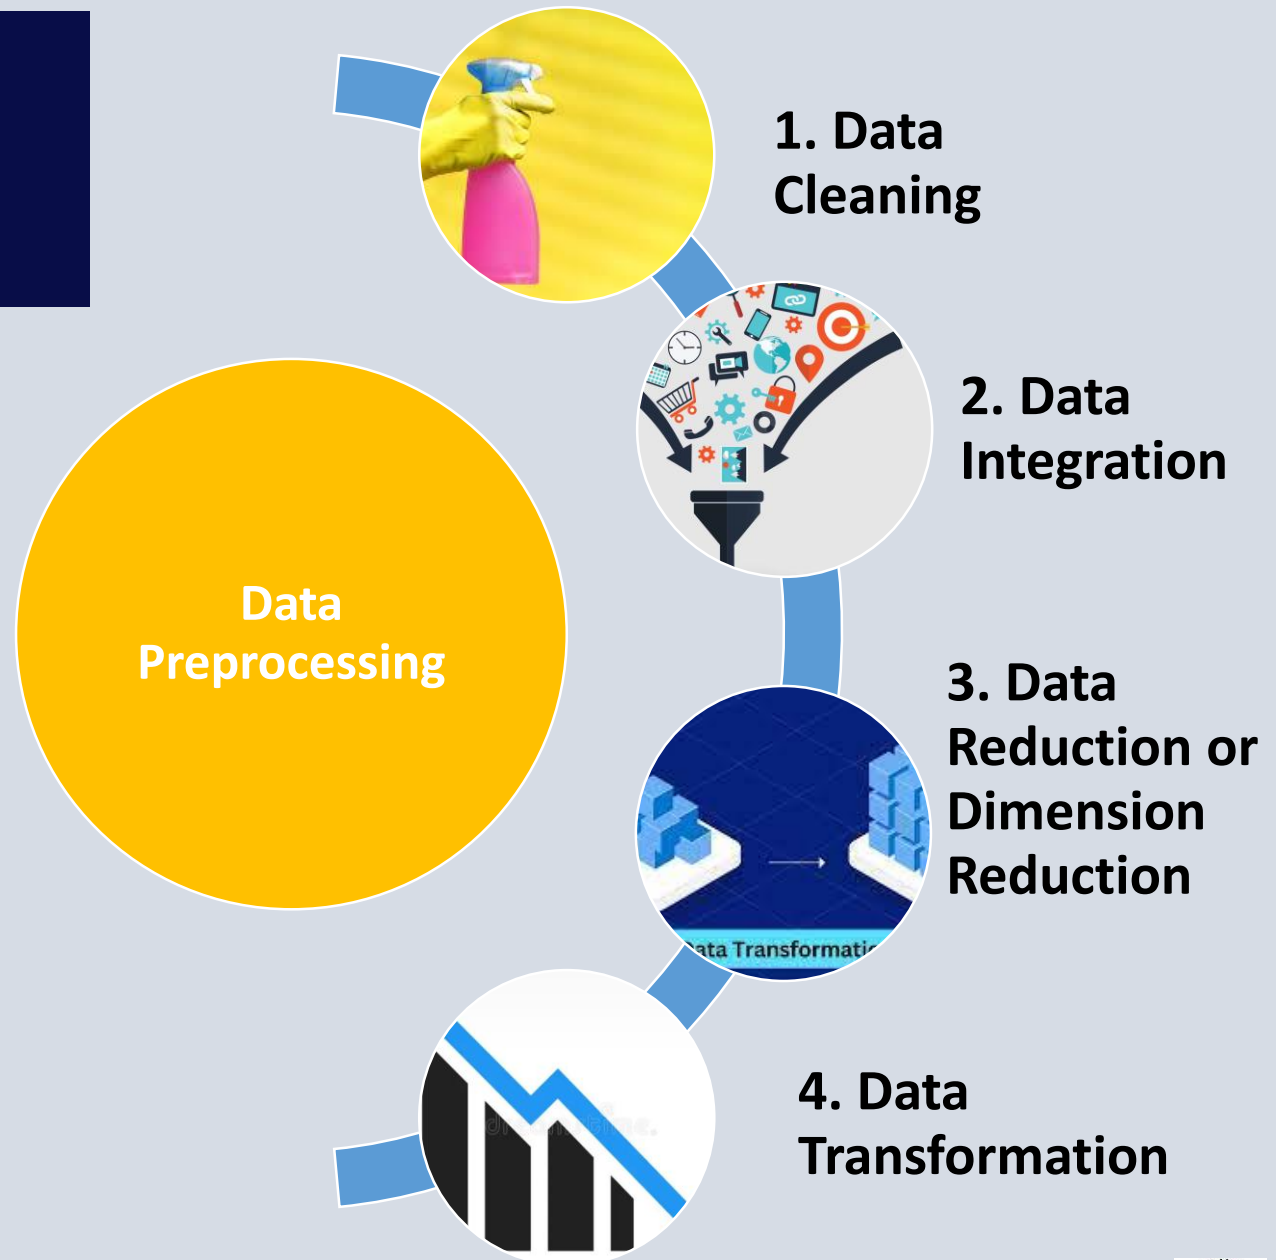 1. Data
Cleaning
2. Data
Integration
Data
Preprocessing
3. Data
Reduction or
Dimension
Reduction
ata Transformati
4. Data
Transformation